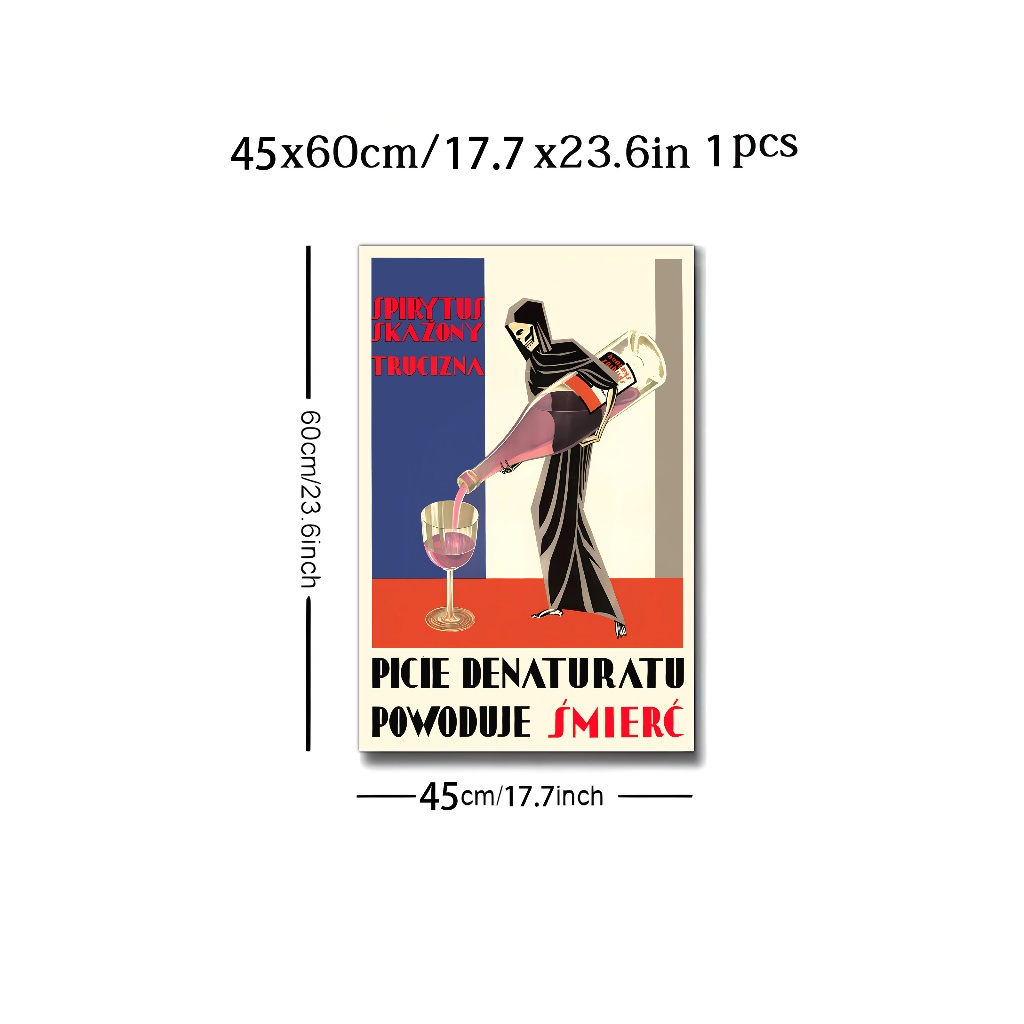 45x60cm/17.7 x23.6in 1pcs
SPIRYTUS
SKAŻONY
TRUCIZNA
60cm/23.6inch
PICIE DENATURATU
POWODUJE ŚMIERĆ
45cm/17.7inch